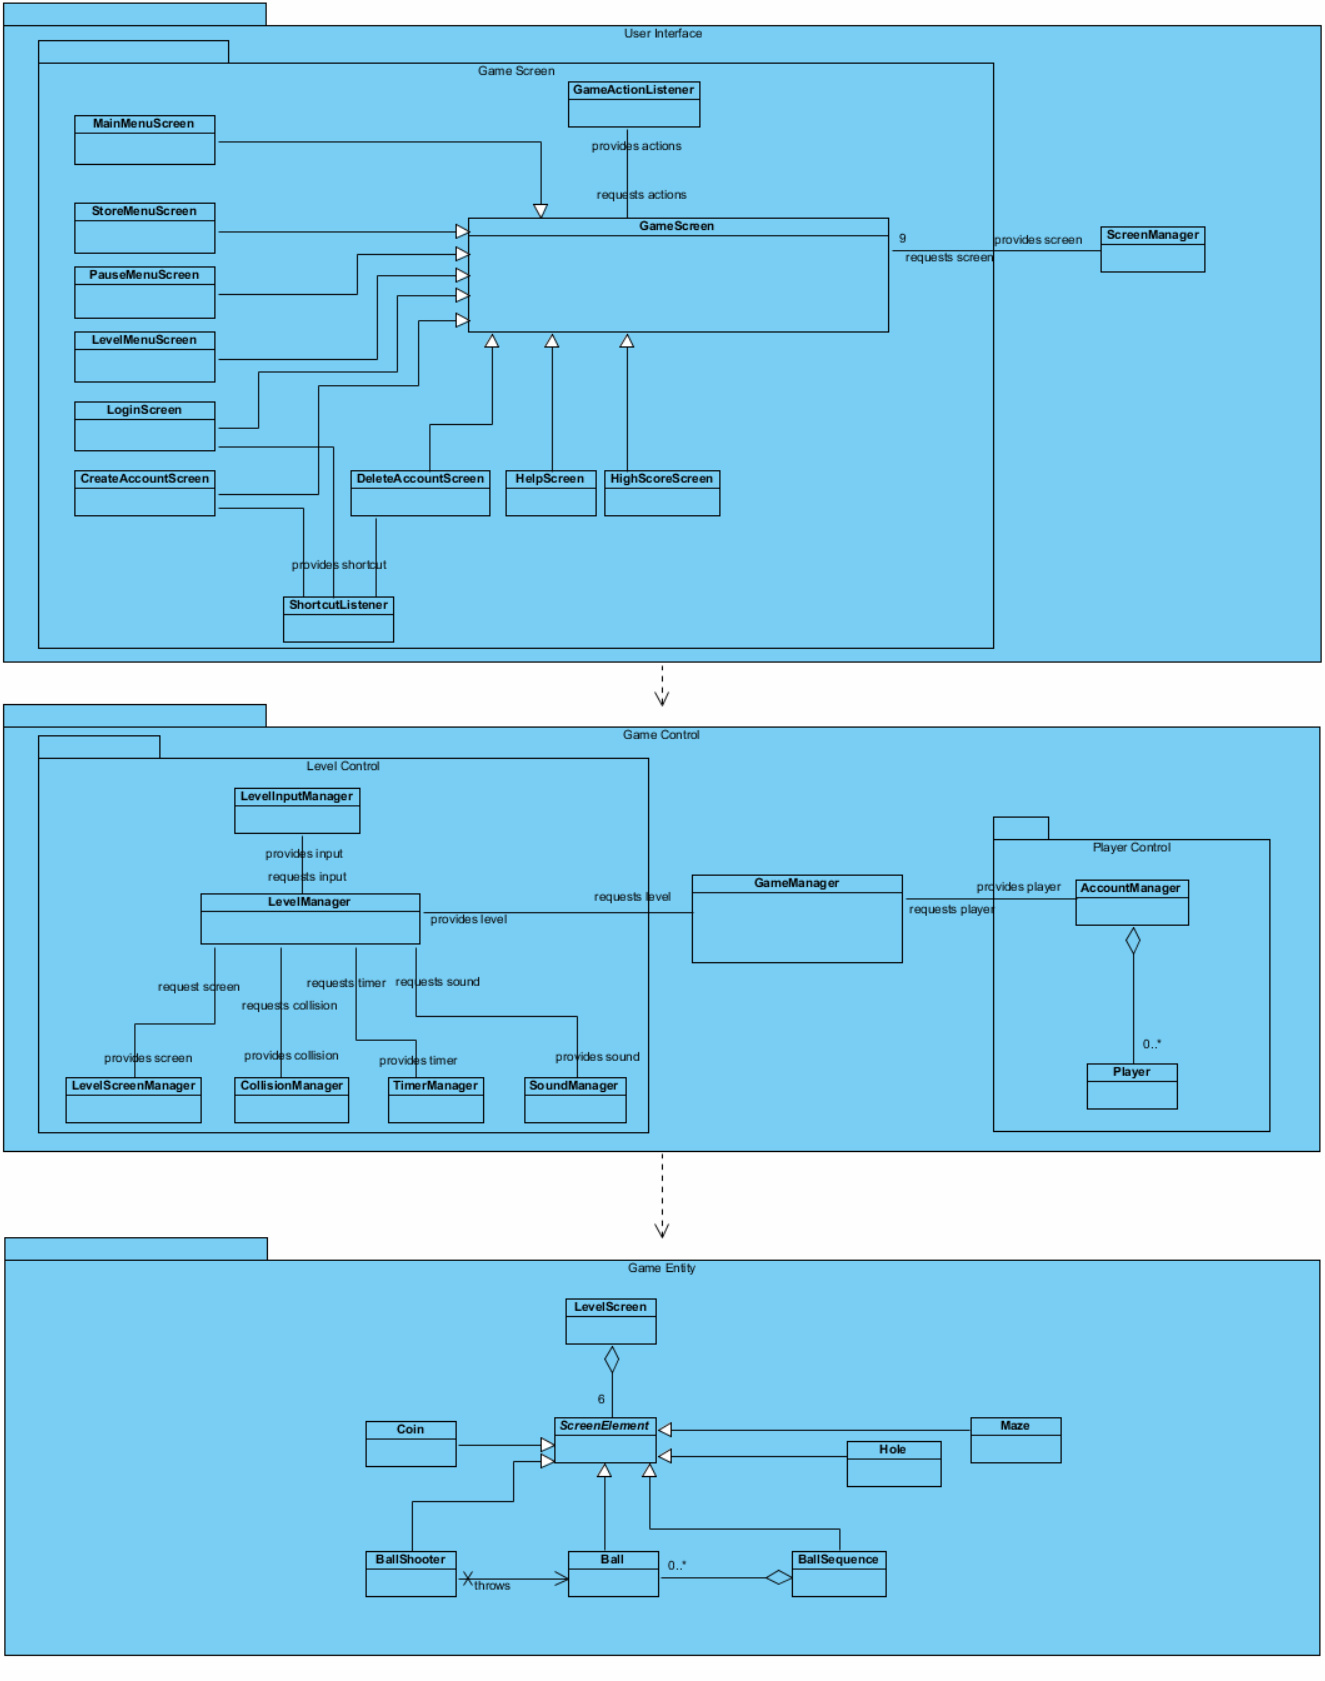 User Interface
Game Screen
GameActionListener
MainMenuScreen
provides actions
requests actions
StoreMenuScreen
GameScreen
9
provides screen
ScreenManager
requests screen
PauseMenuScreen
LevelMenuScreen
LoginScreen
CreateAccountScreen
DeleteAccountScreen
HelpScreen
HighScoreScreen
provides shortcut
ShortcutListener
Game Control
Level Control
LevelInputManager
provides input
requests input
LevelManager
provides level
requests level
GameManager
Player Control
provides player
requests player
AccountManager
request screen
requests collision
requests timer
requests sound
provides screen
provides collision
provides timer
provides sound
LevelScreenManager
CollisionManager
TimerManager
SoundManager
0..*
Player
Game Entity
LevelScreen
6
ScreenElement
Coin
Maze
Hole
BallShooter
throws
Ball
0..*
BallSequence